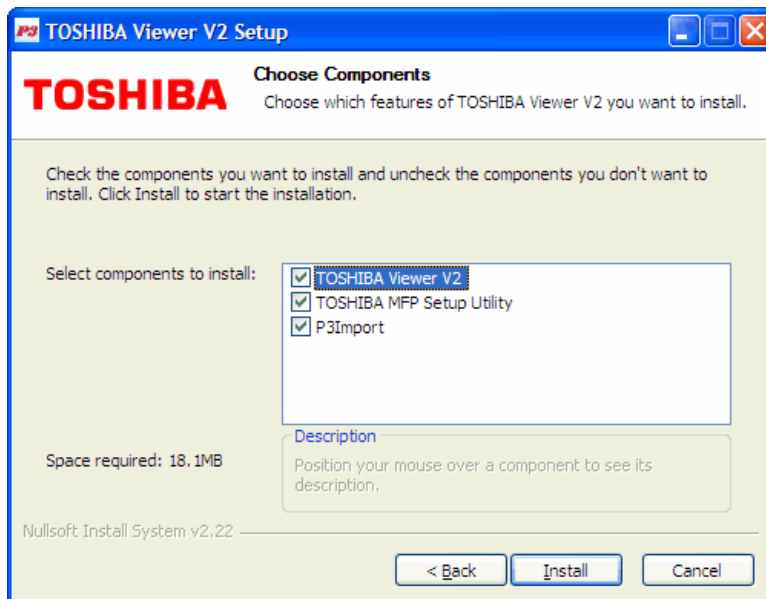 P3 TOSHIBA Viewer V2 Setup
TOSHIBA
Choose Components
Choose which features of TOSHIBA Viewer V2 you want to install.
Check the components you want to install and uncheck the components you don't want to
install. Click Install to start the installation.
Select components to install:
TOSHIBA Viewer V2
TOSHIBA MFP Setup Utility
P3Import
Space required: 18.1MB
Description
Position your mouse over a component to see its
description.
Nullsoft Install System v2.22
< Back
Install
Cancel